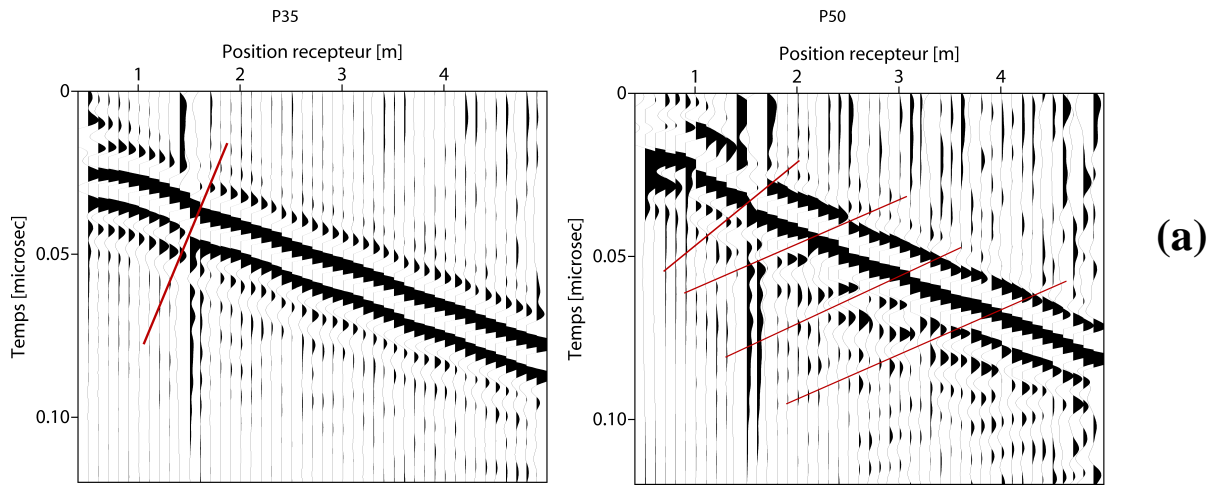 P35
Position recepteur [m]
1 2 3 4
0
0.05
0.10
Temps [microsec]
P50
Position recepteur [m]
1 2 3 4
0
0.05
0.10
Temps [microsec]
(a)